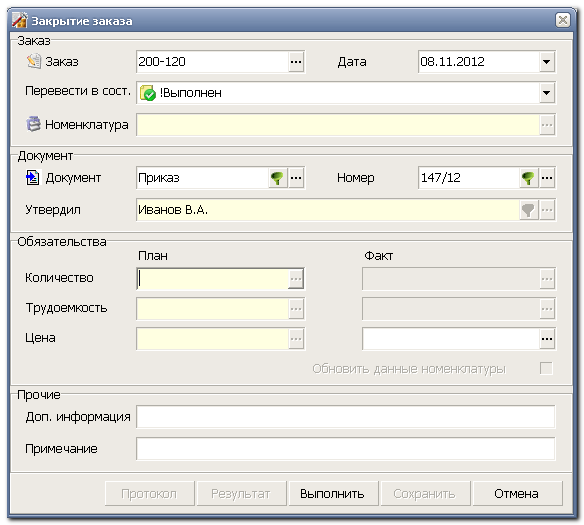 Закрытие заказа
Заказ
Заказ 200-120 ... Дата 08.11.2012
Перевести в сост. !Выполнен
Номенклатура ...
Документ
Документ Приказ ... Номер 147/12 ...
Утвердил Иванов В.А. ...
Обязательства
План Факт
Количество ... ...
Трудоемкость ... ...
Цена ... ...
Обновить данные номенклатуры
Прочие
Доп. информация
Примечание
Протокол Результат Выполнить Сохранить Отмена